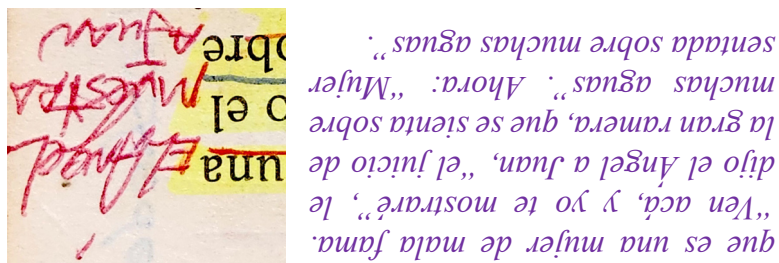 que es una mujer de mala fama.
“Ven acá, y yo te mostraré”, le
dijo el Ángel a Juan, “el juicio de
la gran ramera, que se sienta sobre
muchas aguas”. Ahora: “Mujer
sentada sobre muchas aguas”.
una El Angel
o el MUESTRA
obre A JUAN